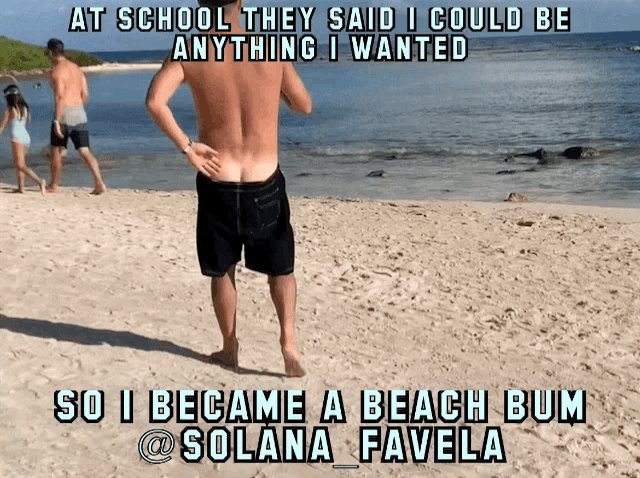 AT SCHOOL THEY SAID I COULD BE
ANYTHING I WANTED
SO I BECAME A BEACH BUM
@SOLANA_FAVELA